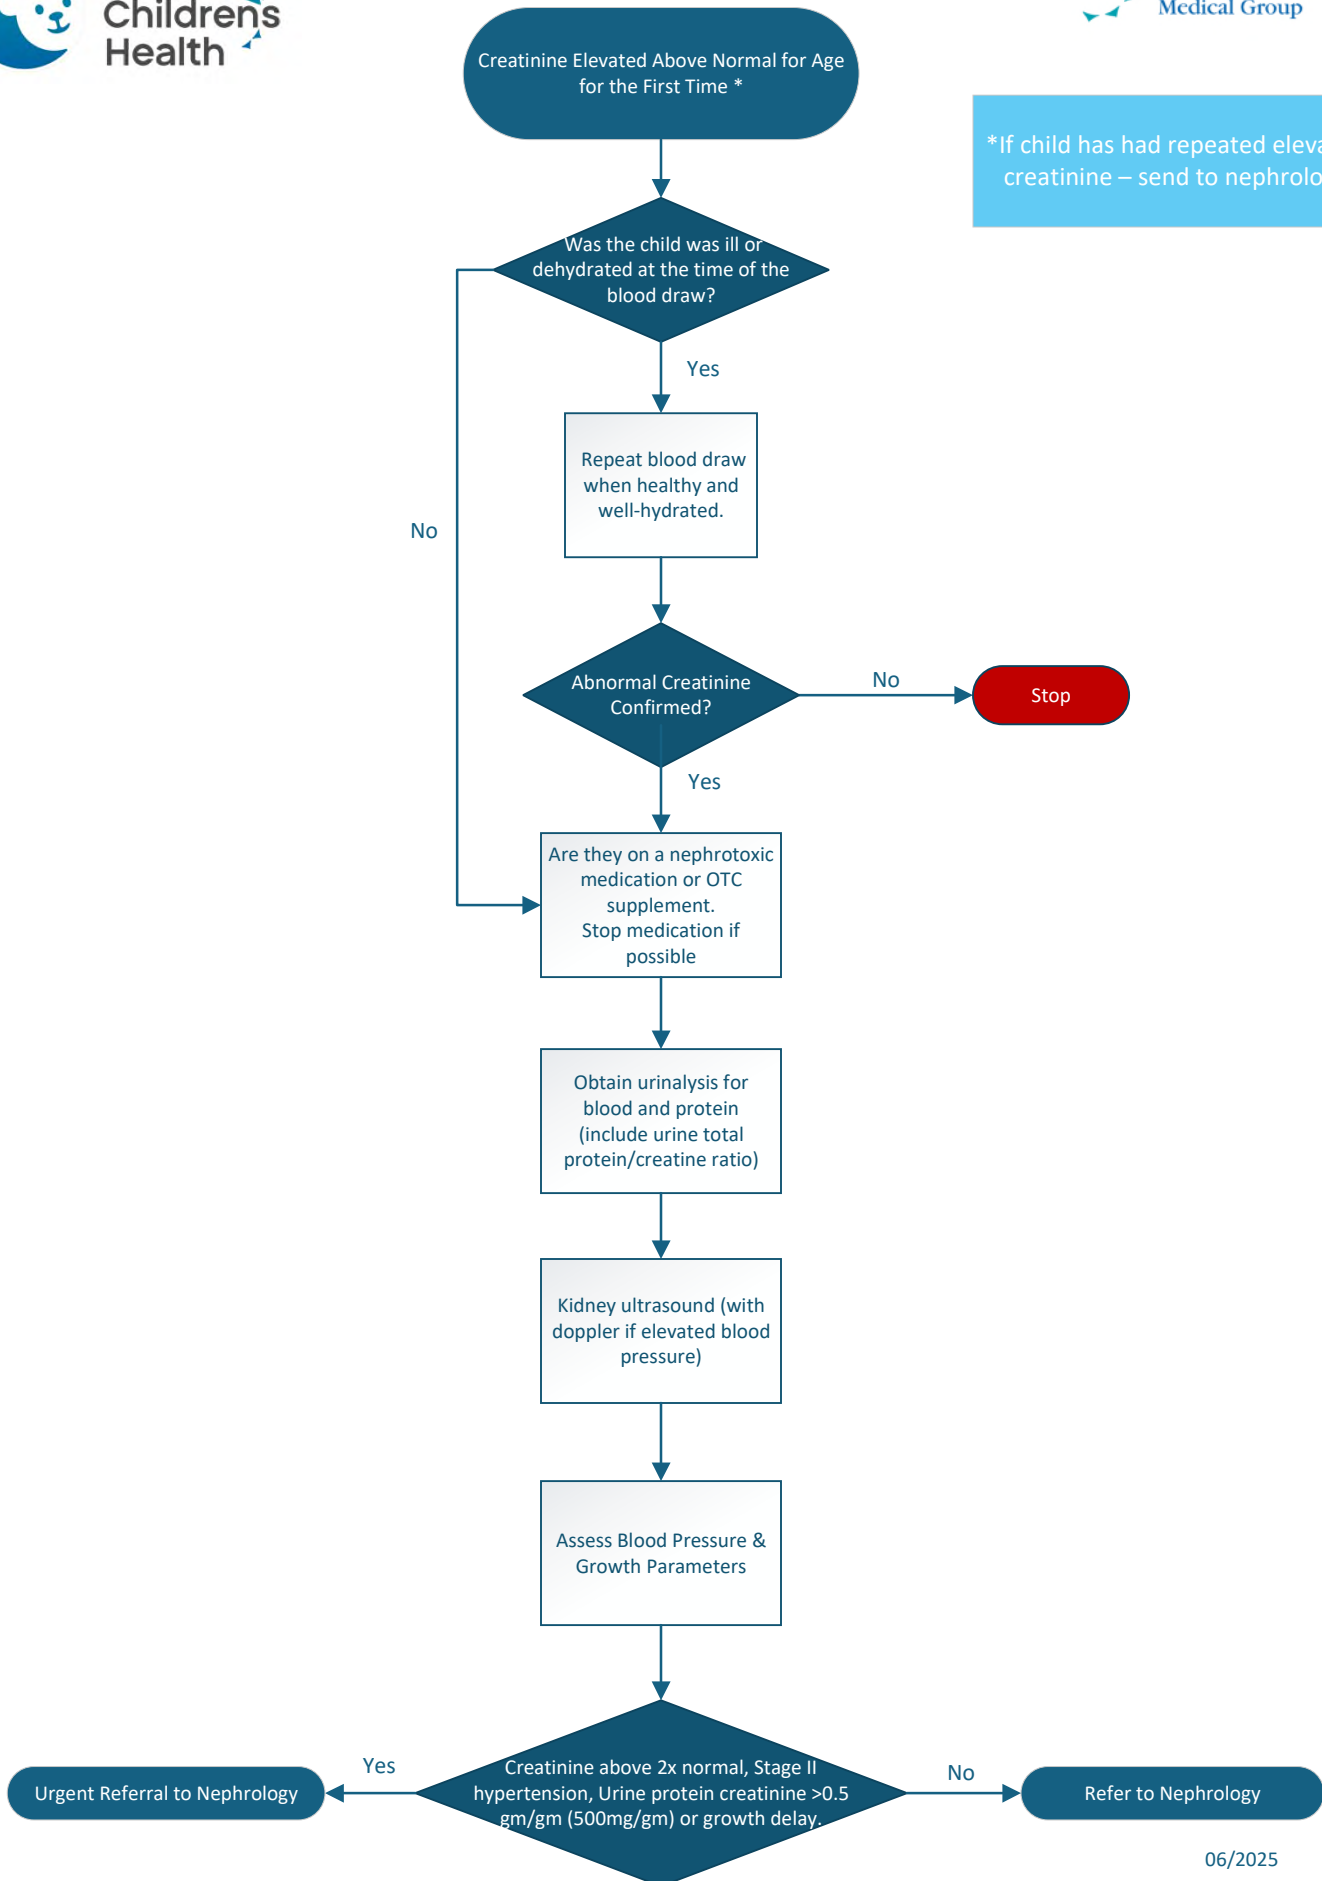 Children's
Health
Medical Group
Creatinine Elevated Above Normal for Age
for the First Time *
*If child has had repeated
creatinine – send to
Was the child was ill or
dehydrated at the time of the
blood draw?
Yes
No
Repeat blood draw
when healthy and
well-hydrated.
Abnormal Creatinine
Confirmed?
No
Stop
Yes
Are they on a nephrotoxic
medication or OTC
supplement.
Stop medication if
possible
Obtain urinalysis for
blood and protein
(include urine total
protein/creatine ratio)
Kidney ultrasound (with
doppler if elevated blood
pressure)
Assess Blood Pressure &
Growth Parameters
Creatinine above 2x normal, Stage II
hypertension, Urine protein creatinine >0.5
gm/gm (500mg/gm) or growth delay.
Yes
Urgent Referral to Nephrology
No
Refer to Nephrology
06/2025